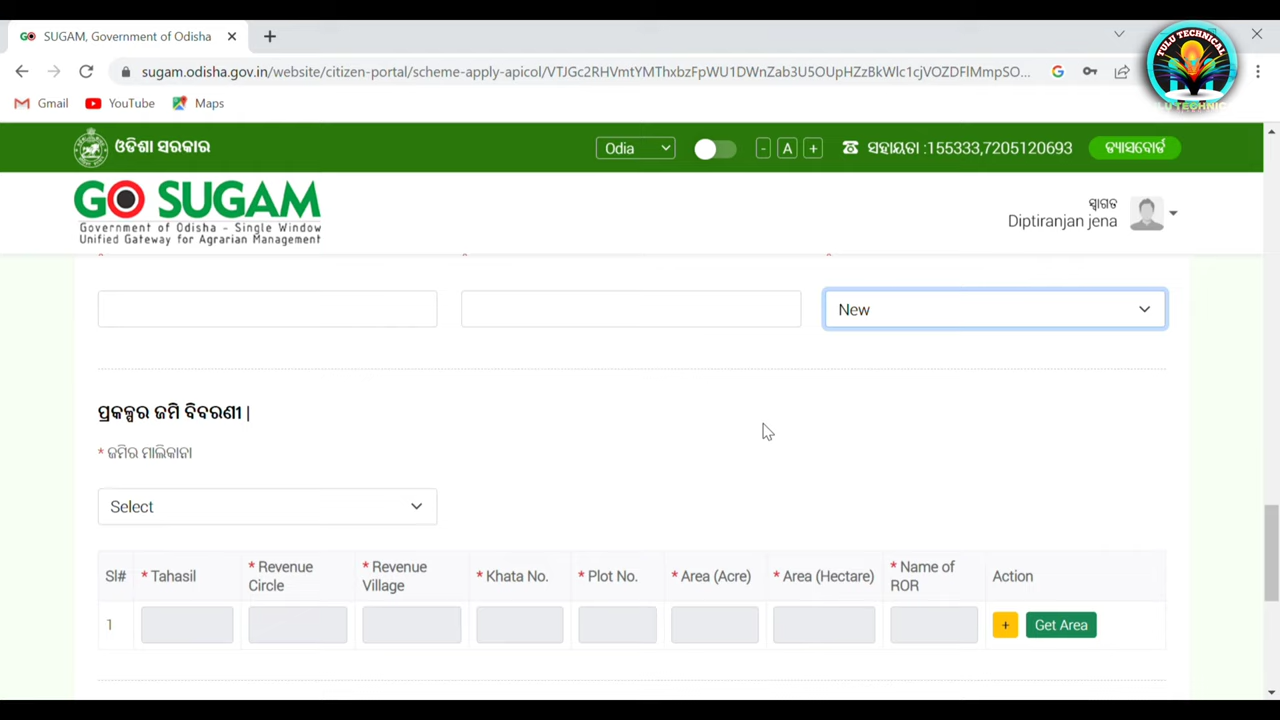 SUGAM, Government of Odisha
sugam.odisha.gov.in/website/citizen-portal/scheme-apply-apicol/VTJGc2RHVmtYMThxbzFpWU1DWnZab3U5OUpHZzBkWlc1cjVOZDFlMmpSO...
Gmail YouTube Maps
TULU TECHNICAL
ଓଡିଶା ସରକାର
Odia
- A +
ସହାୟତା :155333,7205120693
ଡ୍ୟାସବୋର୍ଡ
GO SUGAM
Government of Odisha - Single Window
Unified Gateway for Agrarian Management
ସ୍ୱାଗତ
Diptiranjan jena
New
ପ୍ରକଳ୍ପର ଜମି ବିବରଣୀ |
* ଜମିର ମାଲିକାନା
Select
Sl# * Tahasil * Revenue Circle * Revenue Village * Khata No. * Plot No. * Area (Acre) * Area (Hectare) * Name of ROR Action
1 + Get Area